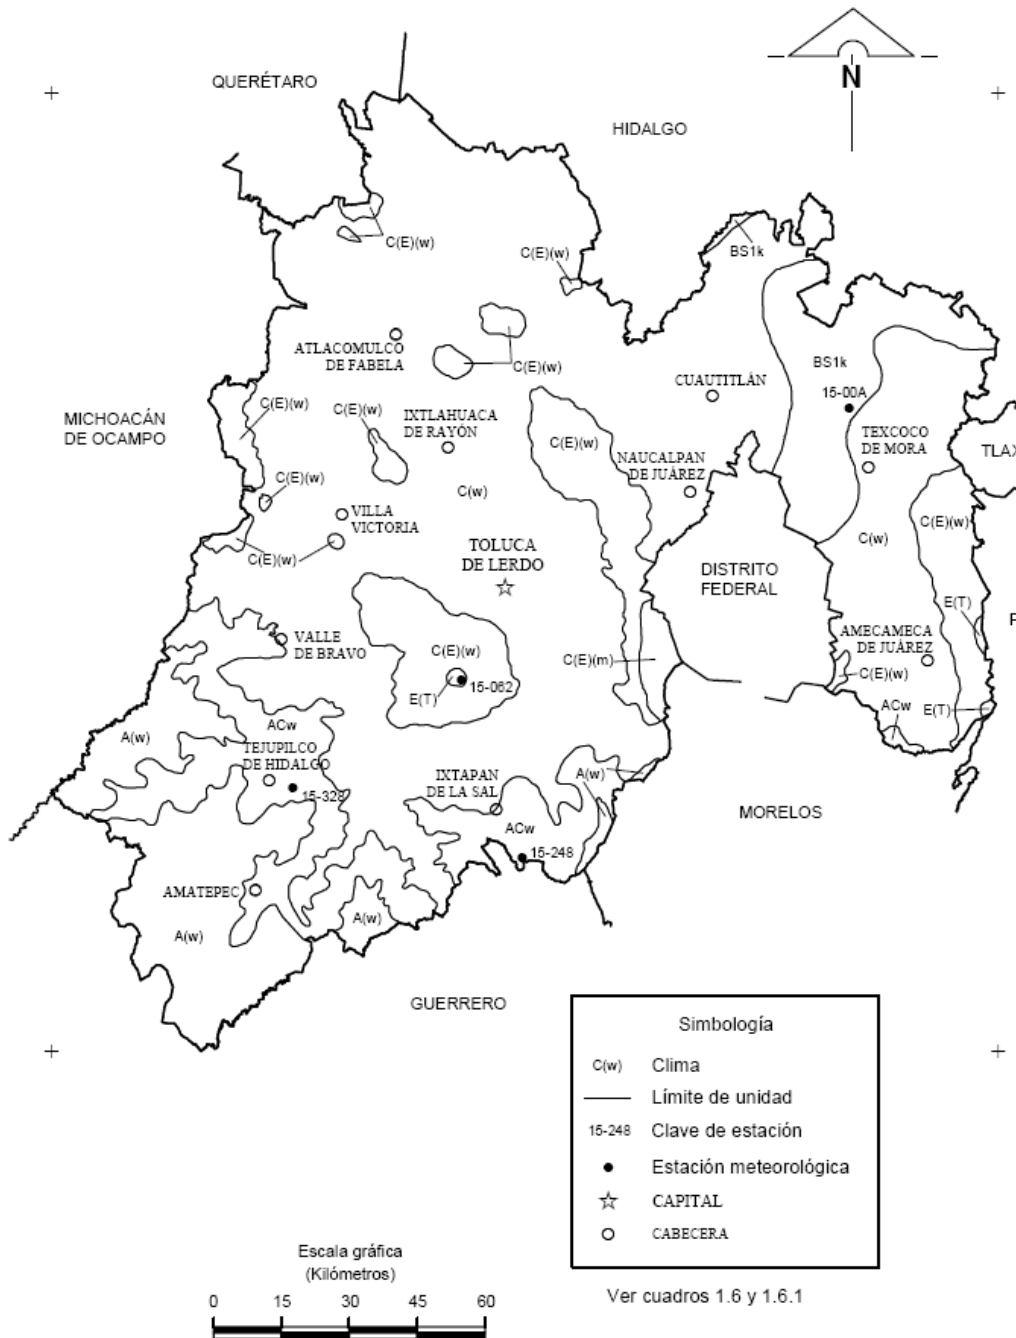 QUERÉTARO
HIDALGO
N
C(E)(w)
C(E)(w)
BS1k
ATLACOMULCO
DE FABELA
C(E)(w)
BS1k
15-00A
CUAUTITLÁN
MICHOACÁN
DE OCAMPO
C(E)(w)
C(E)(w)
IXTLAHUACA
DE RAYÓN
C(E)(w)
NAUCALPAN
DE JUÁREZ
TEXCOCO
DE MORA
TLAX
C(E)(w)
C(w)
VILLA
VICTORIA
C(E)(w)
C(w)
C(E)(w)
TOLUCA
DE LERDO
DISTRITO
FEDERAL
E(T)
P
VALLE
DE BRAVO
C(E)(w)
C(E)(m)
AMECAMECA
DE JUÁREZ
C(E)(w)
E(T)
15-062
ACw
E(T)
A(w)
ACw
TEJUPILCO
DE HIDALGO
15-328
IXTAPAN
DE LA SAL
A(w)
MORELOS
ACw
15-248
AMATEPEC
A(w)
A(w)
GUERRERO
Simbología
C(w) Clima
Límite de unidad
15-248 Clave de estación
Estación meteorológica
CAPITAL
CABECERA
Escala gráfica
(Kilómetros)
0 15 30 45 60
Ver cuadros 1.6 y 1.6.1